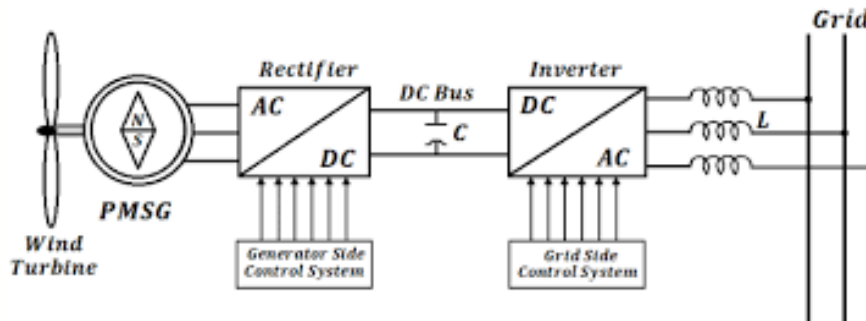 Grid
Rectifier
Inverter
DC Bus
AC
DC
C
DC
AC
L
N
S
PMSG
Wind
Turbine
Generator Side
Control System
Grid Side
Control System